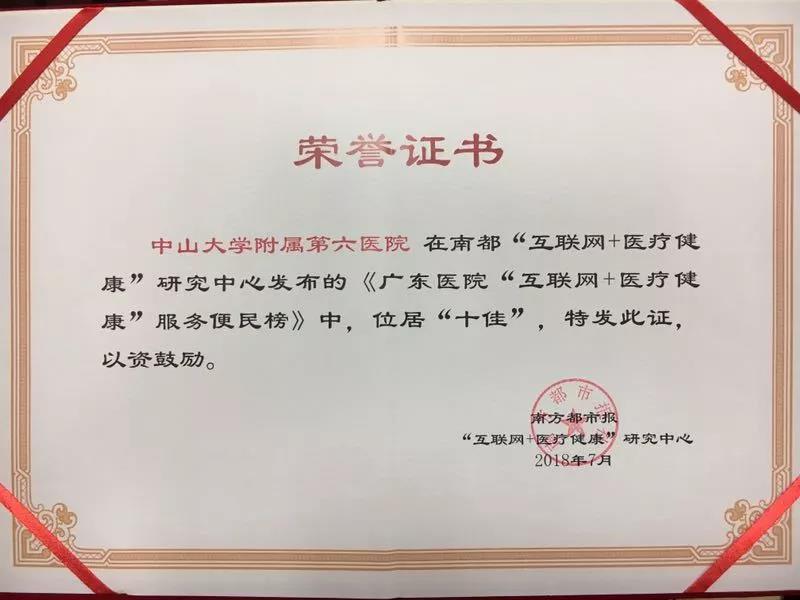 荣誉证书
中山大学附属第六医院 在南都“互联网+医疗健
康”研究中心发布的《广东医院“互联网+医疗健
康”服务便民榜》中，位居“十佳”，特发此证，
以资鼓励。
南方都市报
“互联网+医疗健康”研究中心
2018年7月
都市报